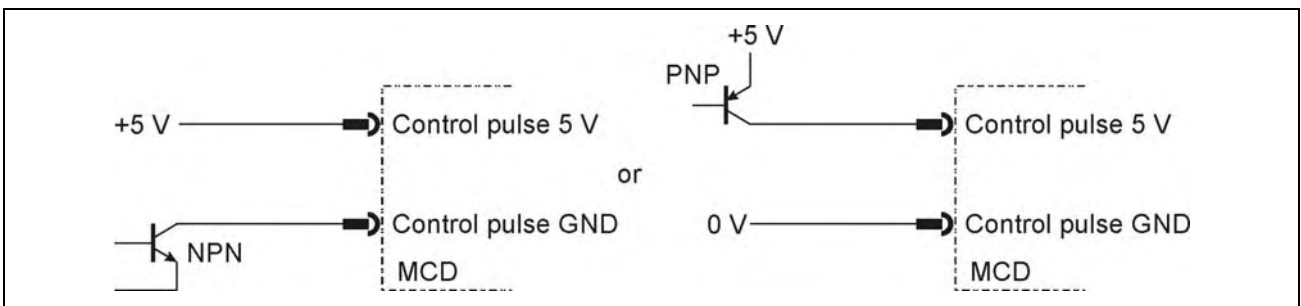 +5 V
Control pulse 5 V
Control pulse GND
NPN
MCD
or
+5 V
PNP
Control pulse 5 V
0 V
Control pulse GND
MCD